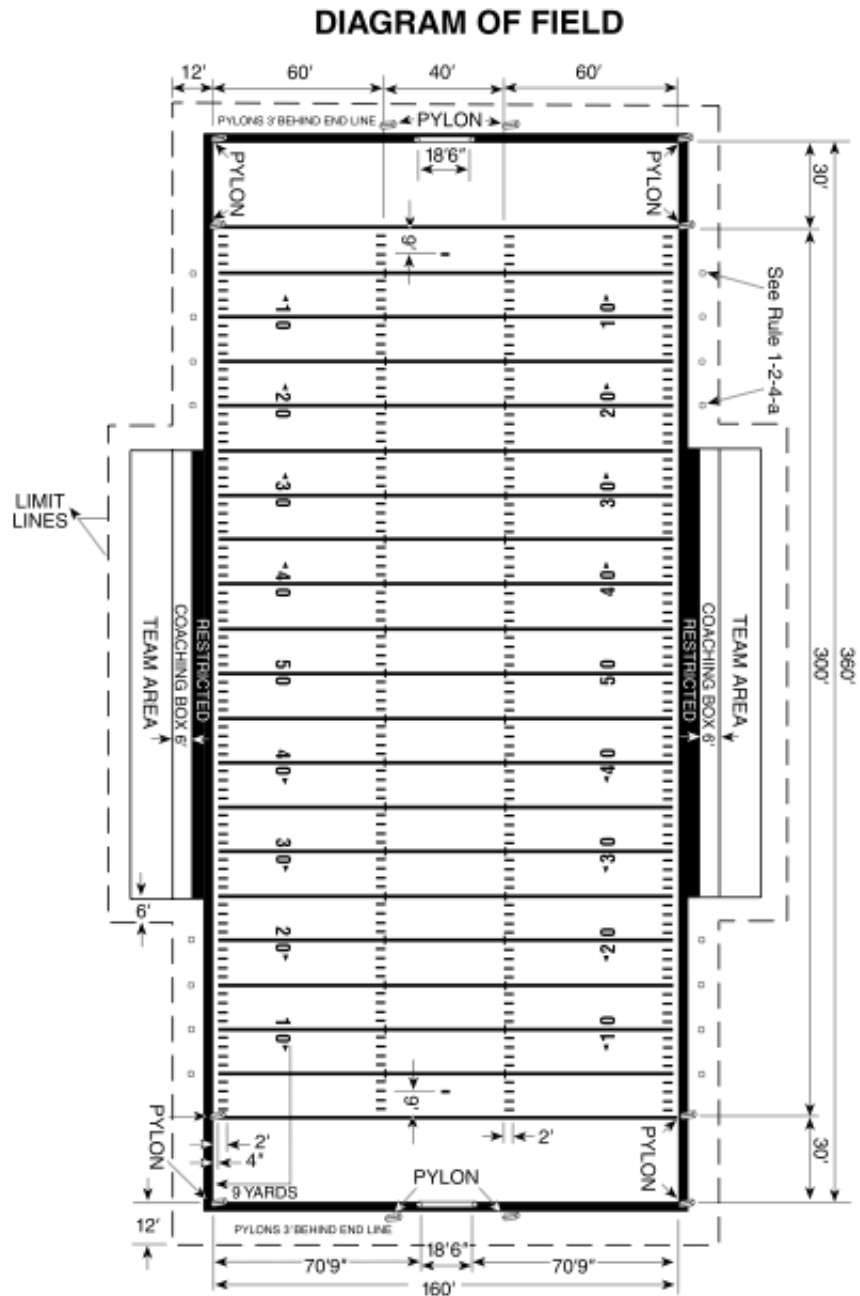 DIAGRAM OF FIELD
12' 60' 40' 60'
PYLONS 3' BEHIND END LINE PYLON
18'6"
PYLON
PYLON
30'
9'
See Rule 1-2-4-a
10 10
20 20
30 30
LIMIT
LINES
40 40
TEAM AREA
COACHING BOX 6'
RESTRICTED
50 50
RESTRICTED
COACHING BOX 6'
TEAM AREA
300'
360'
40 40
30 30
6'
20 20
10 10
9'
PYLON
2'
4"
2'
9 YARDS
PYLON
PYLON
30'
12'
PYLONS 3' BEHIND END LINE
18'6"
70'9" 70'9"
160'